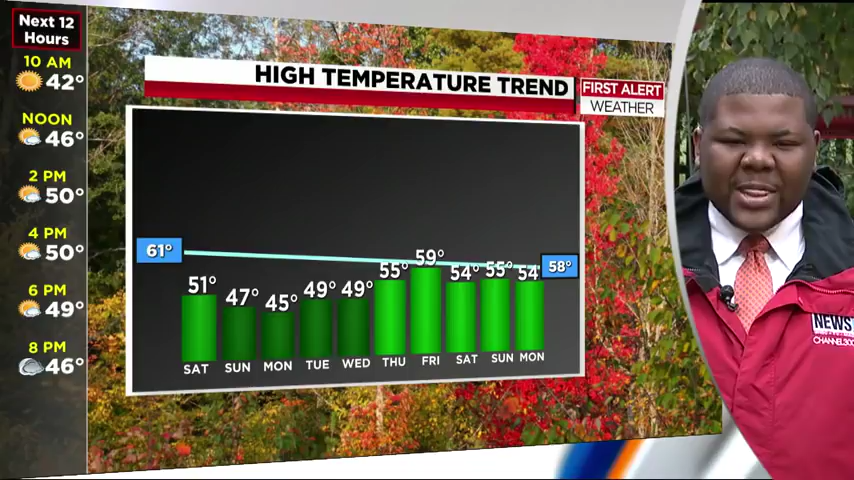 Next 12
Hours
10 AM
42°
NOON
46°
2 PM
50°
4 PM
50°
6 PM
49°
8 PM
46°
HIGH TEMPERATURE TREND
FIRST ALERT
WEATHER
61°
58°
51° 47° 45° 49° 49° 55° 59° 54° 55° 54°
SAT SUN MON TUE WED THU FRI SAT SUN MON
NEWS
CHANNEL300